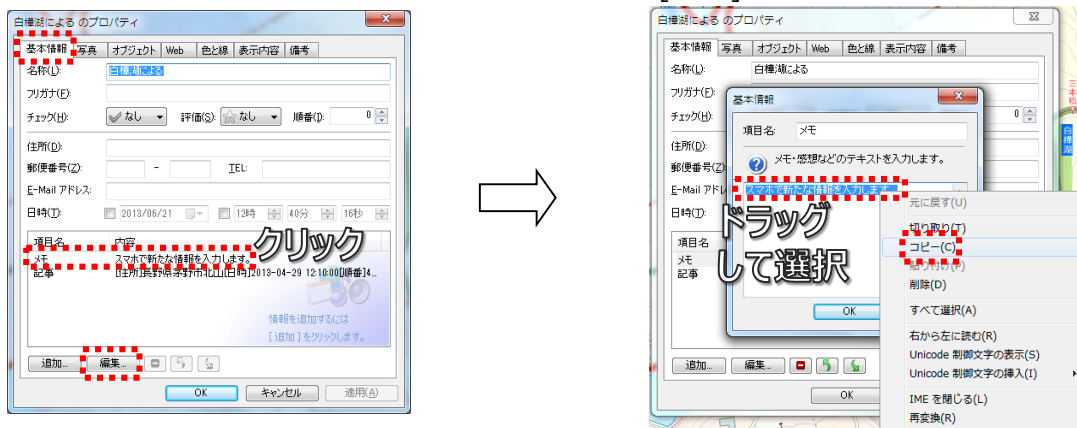 白樺湖による のプロパティ
基本情報 写真 オブジェクト Web 色と線 表示内容 備考
名称(L): 白樺湖による
フリガナ(F):
チェック(H): なし 評価(S): なし 順番(I): 0
住所(D):
郵便番号(Z): - TEL:
E-Mail アドレス:
日時(T): 2013/06/21 12時 40分 16秒
項目名 内容
メモ スマホで新たな情報を入力します。
記事 [住所]長野県茅野市北山[日時]2013-04-29 12:10:00[順番]4...
クリック
情報を追加するには
[追加]をクリックします。
追加... 編集...
OK キャンセル 適用(A)
白樺湖による のプロパティ
基本情報 写真 オブジェクト Web 色と線 表示内容 備考
名称(L): 白樺湖による
フリガナ(F):
チェック(H): 0
住所(D):
郵便番号(Z):
E-Mail アドレ
日時(T):
項目名
メモ
記事
基本情報
項目名: メモ
メモ・感想などのテキストを入力します。
スマホで新たな情報を入力します。
ドラッグ
して選択
OK
追加... 編集...
OK
元に戻す(U)
切り取り(T)
コピー(C)
貼り付け(P)
削除(D)
すべて選択(A)
右から左に読む(R)
Unicode 制御文字の表示(S)
Unicode 制御文字の挿入(I)
IME を閉じる(L)
再変換(R)
三本松
白樺湖